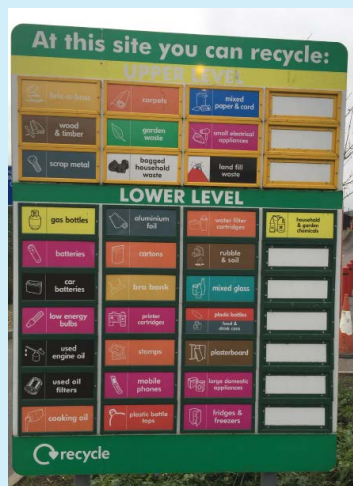 At this site you can recycle:
UPPER LEVEL
bric-a-brac
carpets
mixed
paper & card
wood
& timber
garden
waste
small electrical
appliances
scrap metal
bagged
household
waste
land fill
waste
LOWER LEVEL
gas bottles
aluminium
foil
water filter
cartridges
household
& garden
chemicals
batteries
cartons
rubble
& soil
car
batteries
bra bank
mixed glass
low energy
bulbs
printer
cartridges
plastic bottles
food &
drink cans
used
engine oil
stamps
plasterboard
used oil
filters
mobile
phones
large domestic
appliances
cooking oil
plastic bottle
tops
fridges &
freezers
recycle